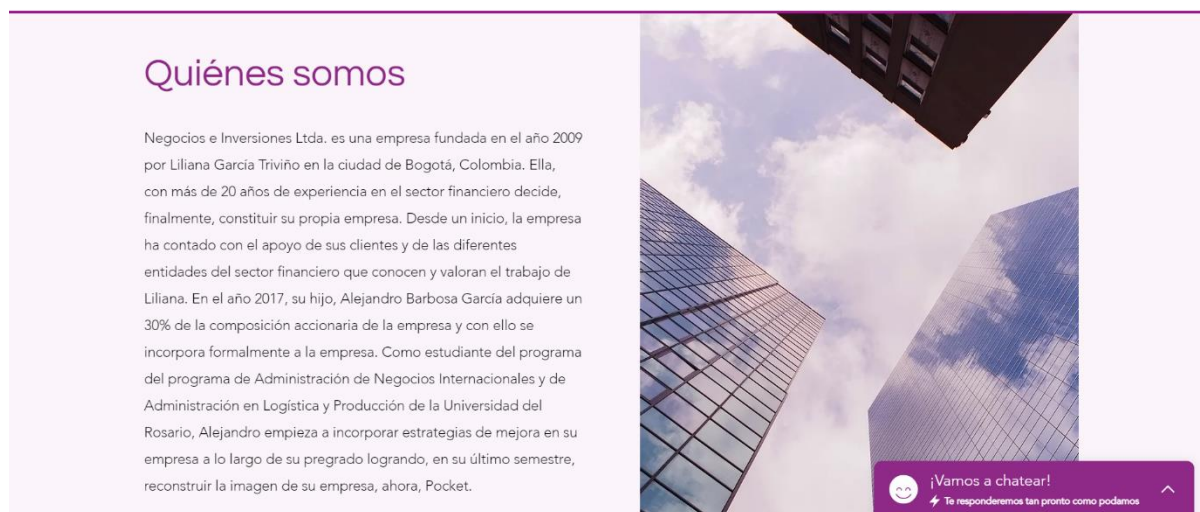 Quiénes somos
Negocios e Inversiones Ltda. es una empresa fundada en el año 2009
por Liliana García Triviño en la ciudad de Bogotá, Colombia. Ella,
con más de 20 años de experiencia en el sector financiero decide,
finalmente, constituir su propia empresa. Desde un inicio, la empresa
ha contado con el apoyo de sus clientes y de las diferentes
entidades del sector financiero que conocen y valoran el trabajo de
Liliana. En el año 2017, su hijo, Alejandro Barbosa García adquiere un
30% de la composición accionaria de la empresa y con ello se
incorpora formalmente a la empresa. Como estudiante del programa
del programa de Administración de Negocios Internacionales y de
Administración en Logística y Producción de la Universidad del
Rosario, Alejandro empieza a incorporar estrategias de mejora en su
empresa a lo largo de su pregrado logrando, en su último semestre,
reconstruir la imagen de su empresa, ahora, Pocket.
¡Vamos a chatear!
Te responderemos tan pronto como podamos